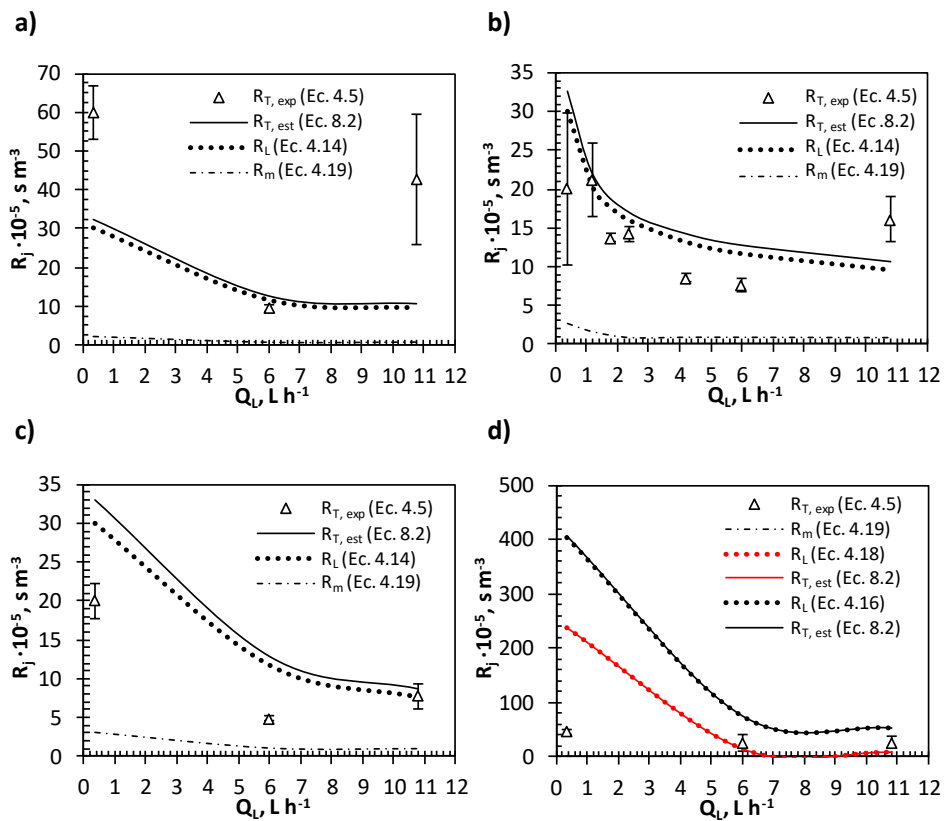 a)
R_j·10⁻⁵, s m⁻³
70
60
50
40
30
20
10
0
R_T, exp (Ec. 4.5)
R_T, est (Ec. 8.2)
R_L (Ec. 4.14)
R_m (Ec. 4.19)
0 1 2 3 4 5 6 7 8 9 10 11 12
Q_L, L h⁻¹
b)
R_j·10⁻⁵, s m⁻³
35
30
25
20
15
10
5
0
R_T, exp (Ec. 4.5)
R_T, est (Ec. 8.2)
R_L (Ec. 4.14)
R_m (Ec. 4.19)
0 1 2 3 4 5 6 7 8 9 10 11 12
Q_L, L h⁻¹
c)
R_j·10⁻⁵, s m⁻³
35
30
25
20
15
10
5
0
R_T, exp (Ec. 4.5)
R_T, est (Ec. 8.2)
R_L (Ec. 4.14)
R_m (Ec. 4.19)
0 1 2 3 4 5 6 7 8 9 10 11 12
Q_L, L h⁻¹
d)
R_j·10⁻⁵, s m⁻³
500
400
300
200
100
0
R_T, exp (Ec. 4.5)
R_m (Ec. 4.19)
R_L (Ec. 4.18)
R_T, est (Ec. 8.2)
R_L (Ec. 4.16)
R_T, est (Ec. 8.2)
0 1 2 3 4 5 6 7 8 9 10 11 12
Q_L, L h⁻¹